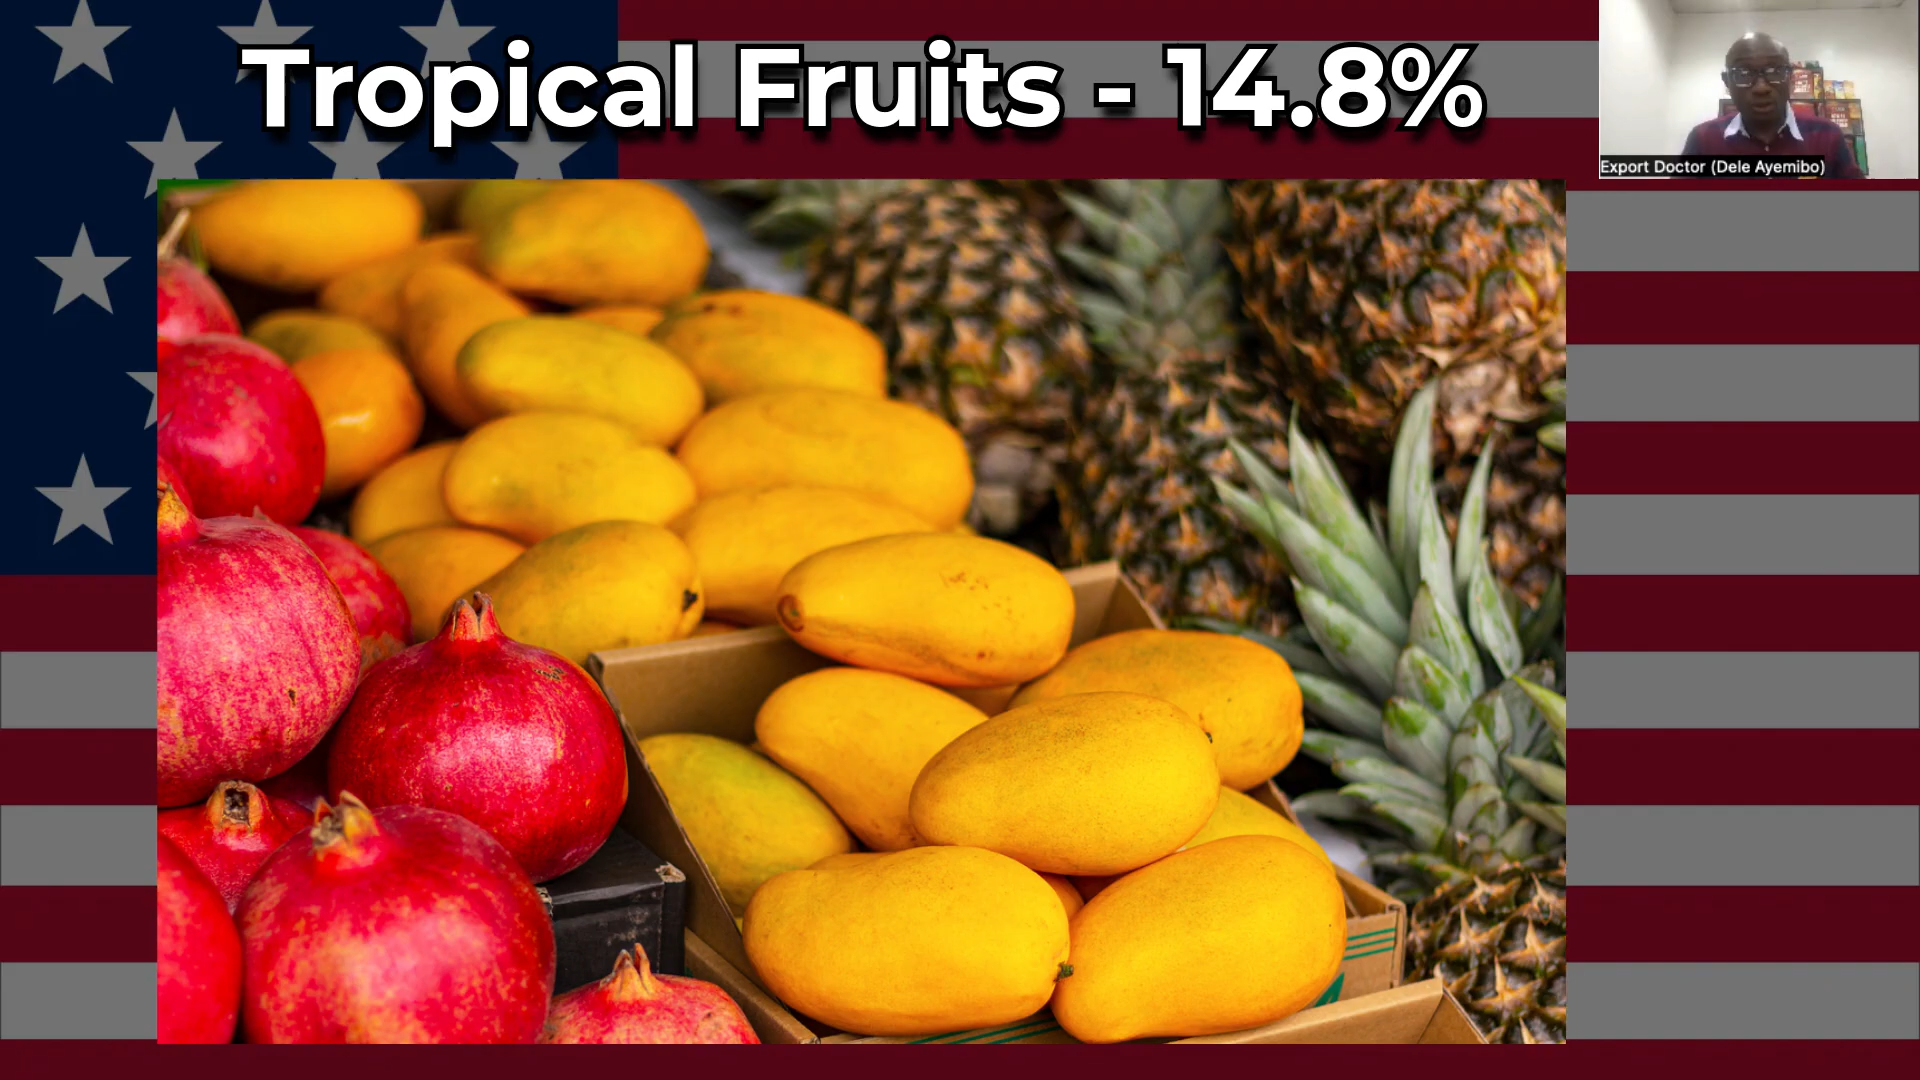 Tropical Fruits - 14.8%
Export Doctor (Dele Ayemibo)